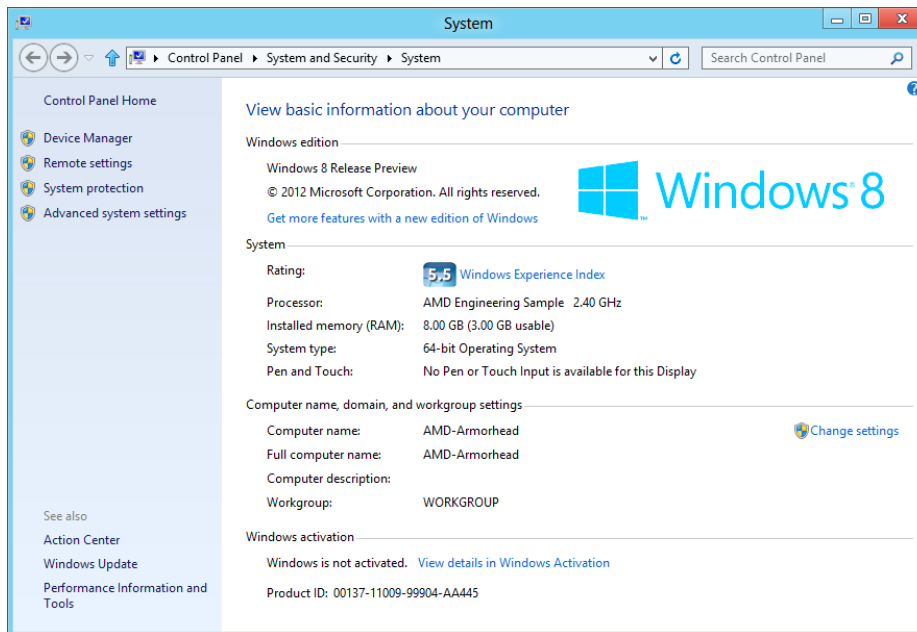 System
Control Panel System and Security System
Search Control Panel
Control Panel Home
Device Manager
Remote settings
System protection
Advanced system settings
See also
Action Center
Windows Update
Performance Information and
Tools
View basic information about your computer
Windows edition
Windows 8 Release Preview
© 2012 Microsoft Corporation. All rights reserved.
Get more features with a new edition of Windows
Windows® 8
System
Rating: 5,5 Windows Experience Index
Processor: AMD Engineering Sample 2.40 GHz
Installed memory (RAM): 8.00 GB (3.00 GB usable)
System type: 64-bit Operating System
Pen and Touch: No Pen or Touch Input is available for this Display
Computer name, domain, and workgroup settings
Computer name: AMD-Armorhead
Change settings
Full computer name: AMD-Armorhead
Computer description:
Workgroup: WORKGROUP
Windows activation
Windows is not activated. View details in Windows Activation
Product ID: 00137-11009-99904-AA445